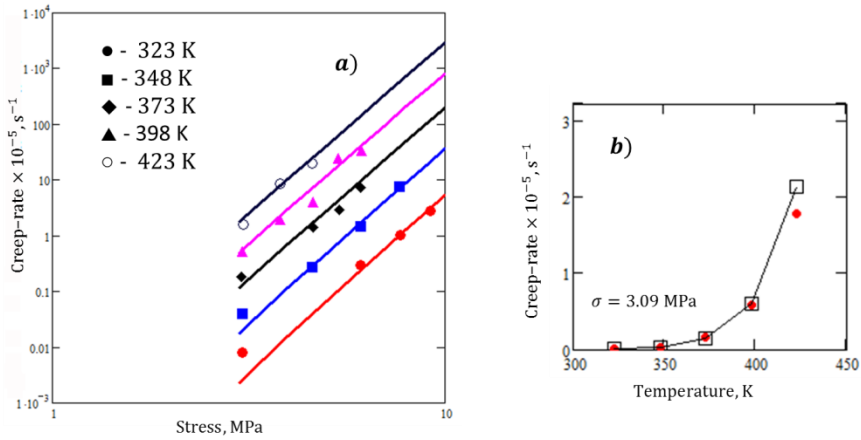 1·10⁴
1·10³
100
10
1
0.1
0.01
1·10⁻³
Creep−rate × 10⁻⁵, s⁻¹
● - 323 K
■ - 348 K
◆ - 373 K
▲ -398 K
○ - 423 K
a)
1
10
Stress, MPa
b)
3
2
1
0
Creep−rate × 10⁻⁵, s⁻¹
σ = 3.09 MPa
300
350
400
450
Temperature, K